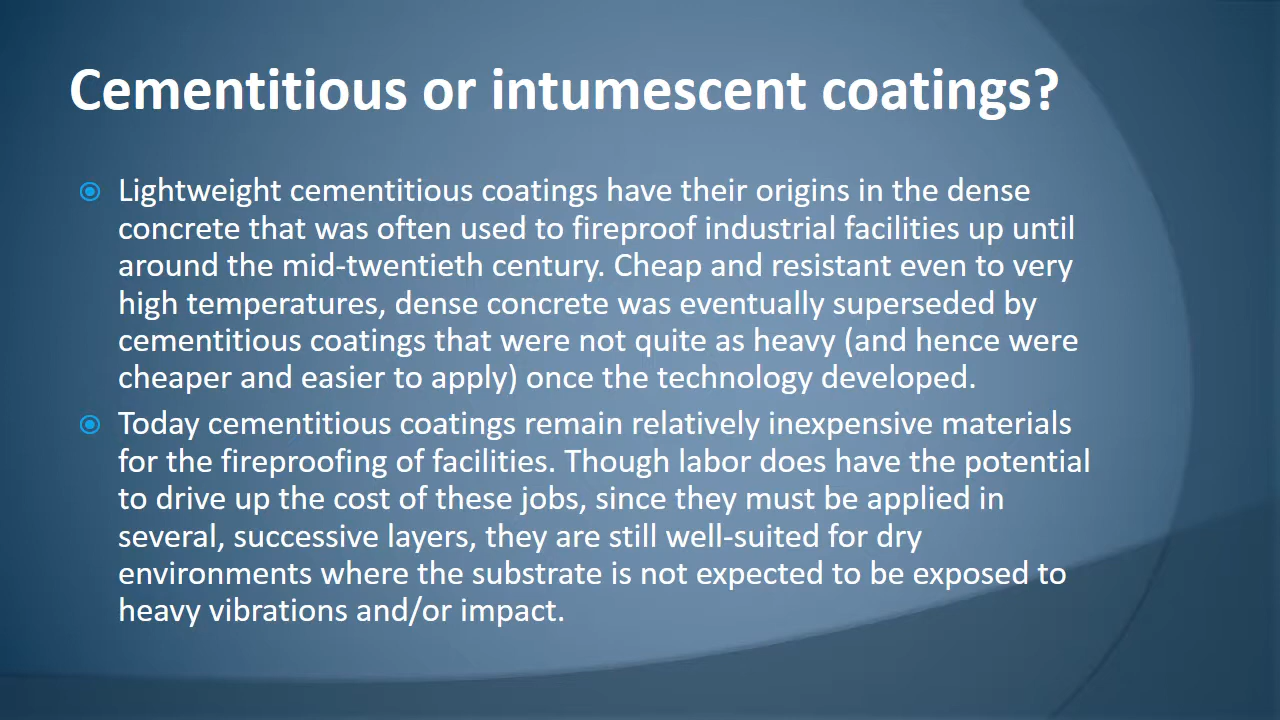 Cementitious or intumescent coatings?
Lightweight cementitious coatings have their origins in the dense
concrete that was often used to fireproof industrial facilities up until
around the mid-twentieth century. Cheap and resistant even to very
high temperatures, dense concrete was eventually superseded by
cementitious coatings that were not quite as heavy (and hence were
cheaper and easier to apply) once the technology developed.
Today cementitious coatings remain relatively inexpensive materials
for the fireproofing of facilities. Though labor does have the potential
to drive up the cost of these jobs, since they must be applied in
several, successive layers, they are still well-suited for dry
environments where the substrate is not expected to be exposed to
heavy vibrations and/or impact.